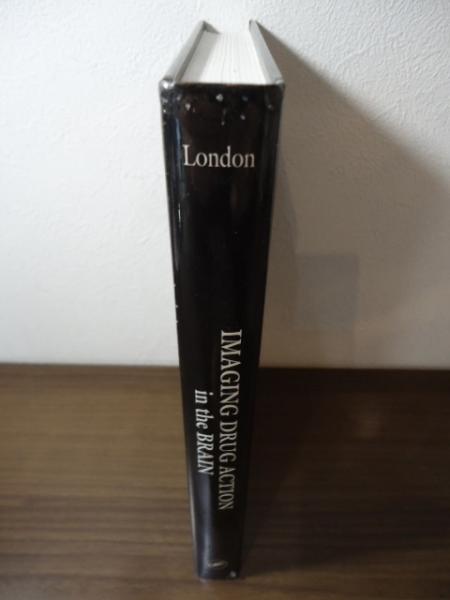 London
IMAGING DRUG ACTION
in the BRAIN